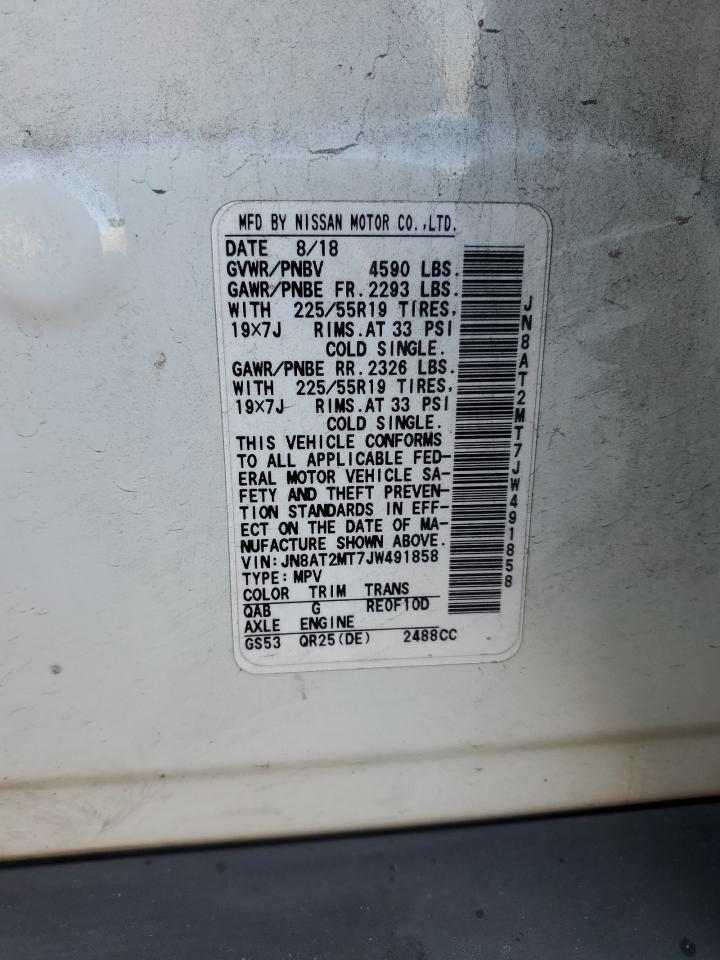 MFD BY NISSAN MOTOR CO.,LTD.
DATE 8/18
GVWR/PNBV 4590 LBS.
GAWR/PNBE FR. 2293 LBS.
WITH 225/55R19 TIRES,
19×7J RIMS. AT 33 PSI
COLD SINGLE.
GAWR/PNBE RR. 2326 LBS.
WITH 225/55R19 TIRES,
19×7J RIMS. AT 33 PSI
COLD SINGLE.
THIS VEHICLE CONFORMS
TO ALL APPLICABLE FED-
ERAL MOTOR VEHICLE SA-
FETY AND THEFT PREVEN-
TION STANDARDS IN EFF-
ECT ON THE DATE OF MA-
NUFACTURE SHOWN ABOVE.
VIN: JN8AT2MT7JW491858
TYPE: MPV
COLOR TRIM TRANS
QAB G RE0F10D
AXLE ENGINE
GS53 QR25(DE) 2488CC
JN8AT2MT7JW491858